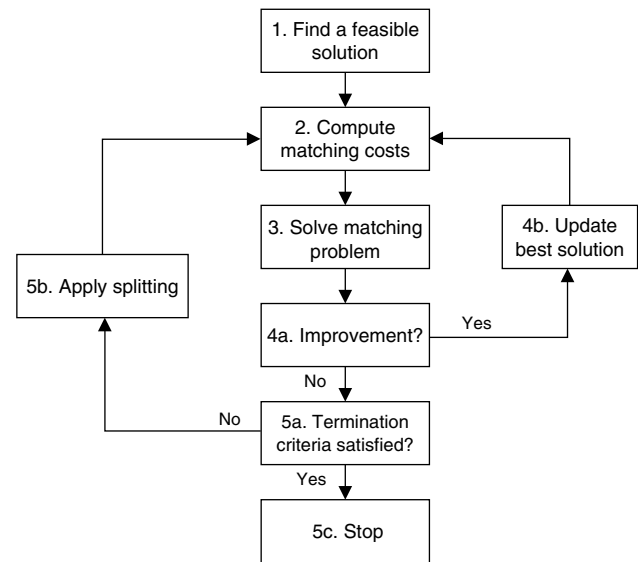 1. Find a feasible
solution
2. Compute
matching costs
3. Solve matching
problem
4b. Update
best solution
5b. Apply splitting
4a. Improvement?
Yes
No
5a. Termination
criteria satisfied?
No
Yes
5c. Stop